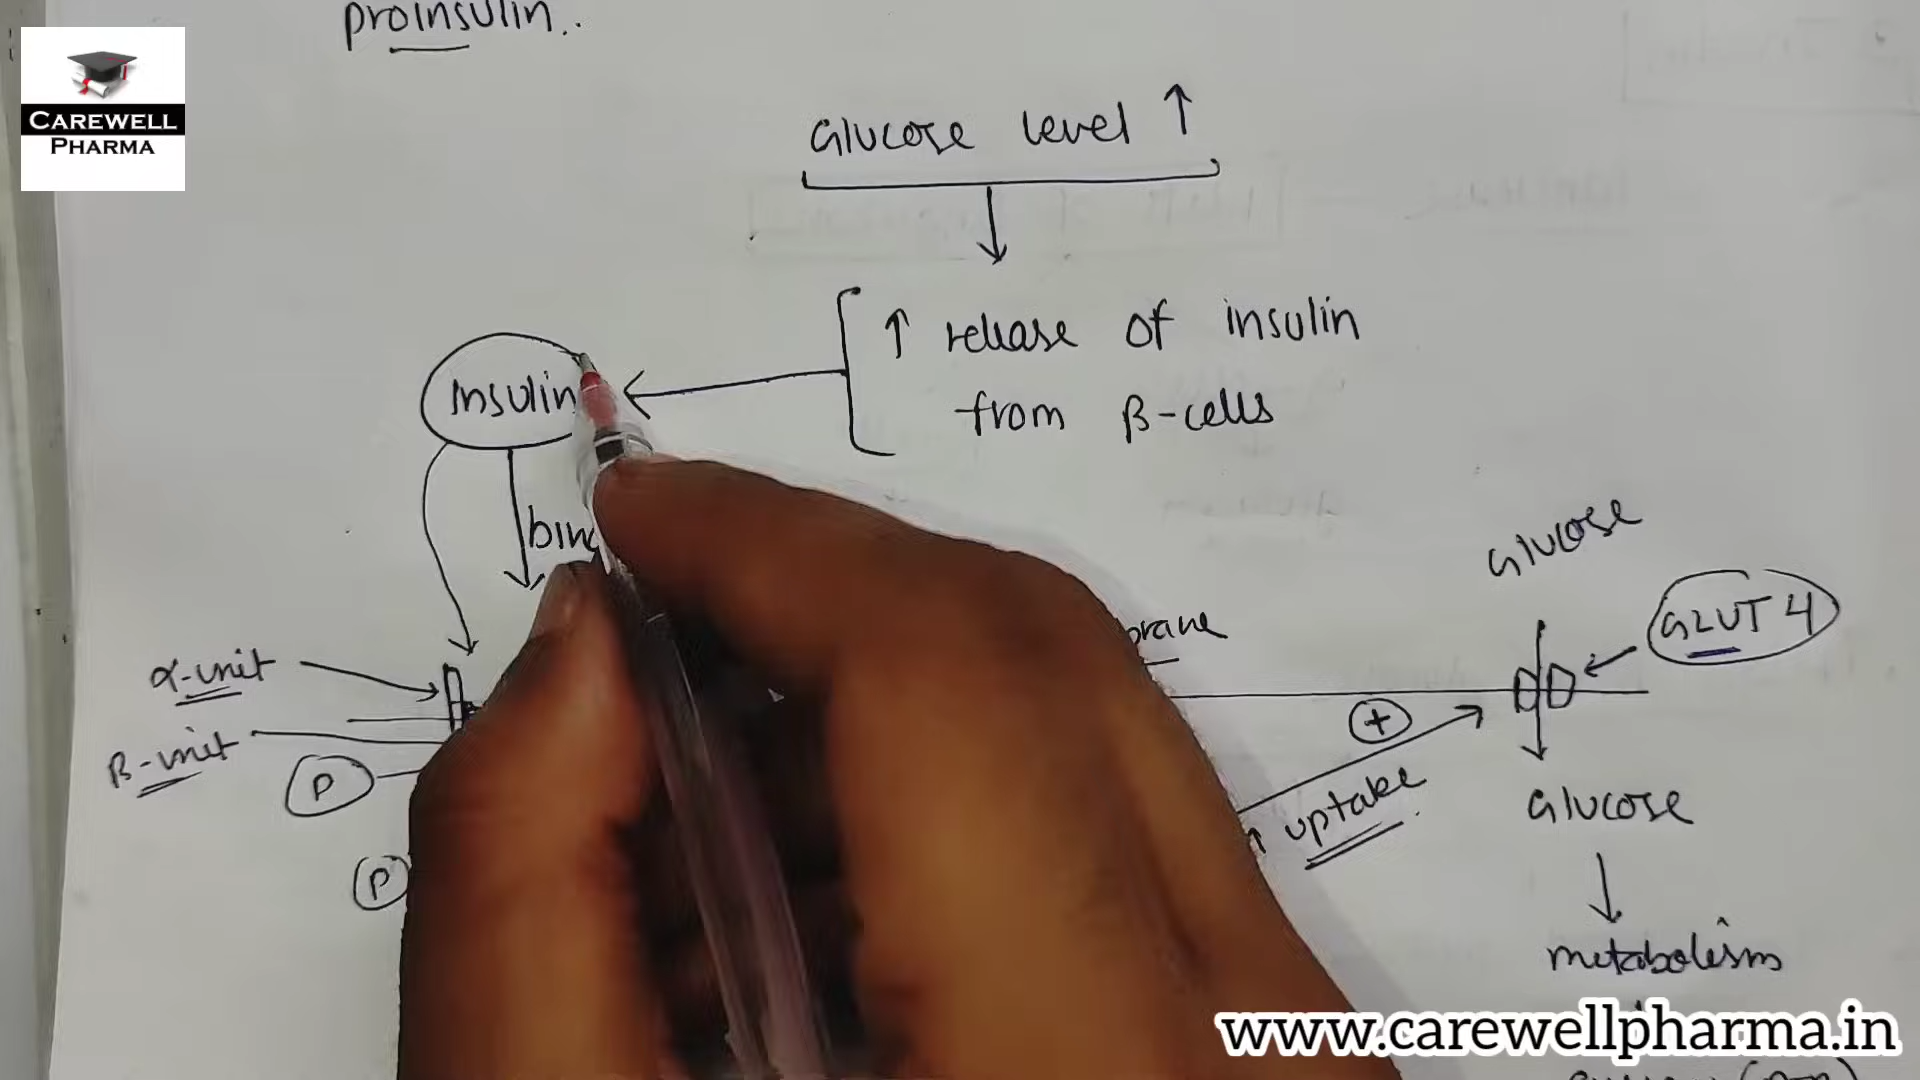 proinsulin..
CAREWELL
PHARMA
Glucose level ↑
↑ release of insulin
from β-cells
Insulin
Glucose
GLUT 4
α-unit
β-unit
P
+
↑ uptake
Glucose
P
metabolism
www.carewellpharma.in